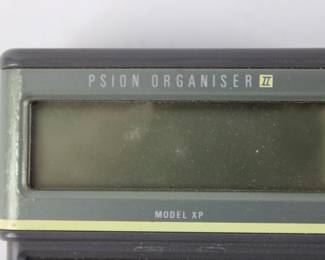 PSION ORGANISER II
MODEL XP